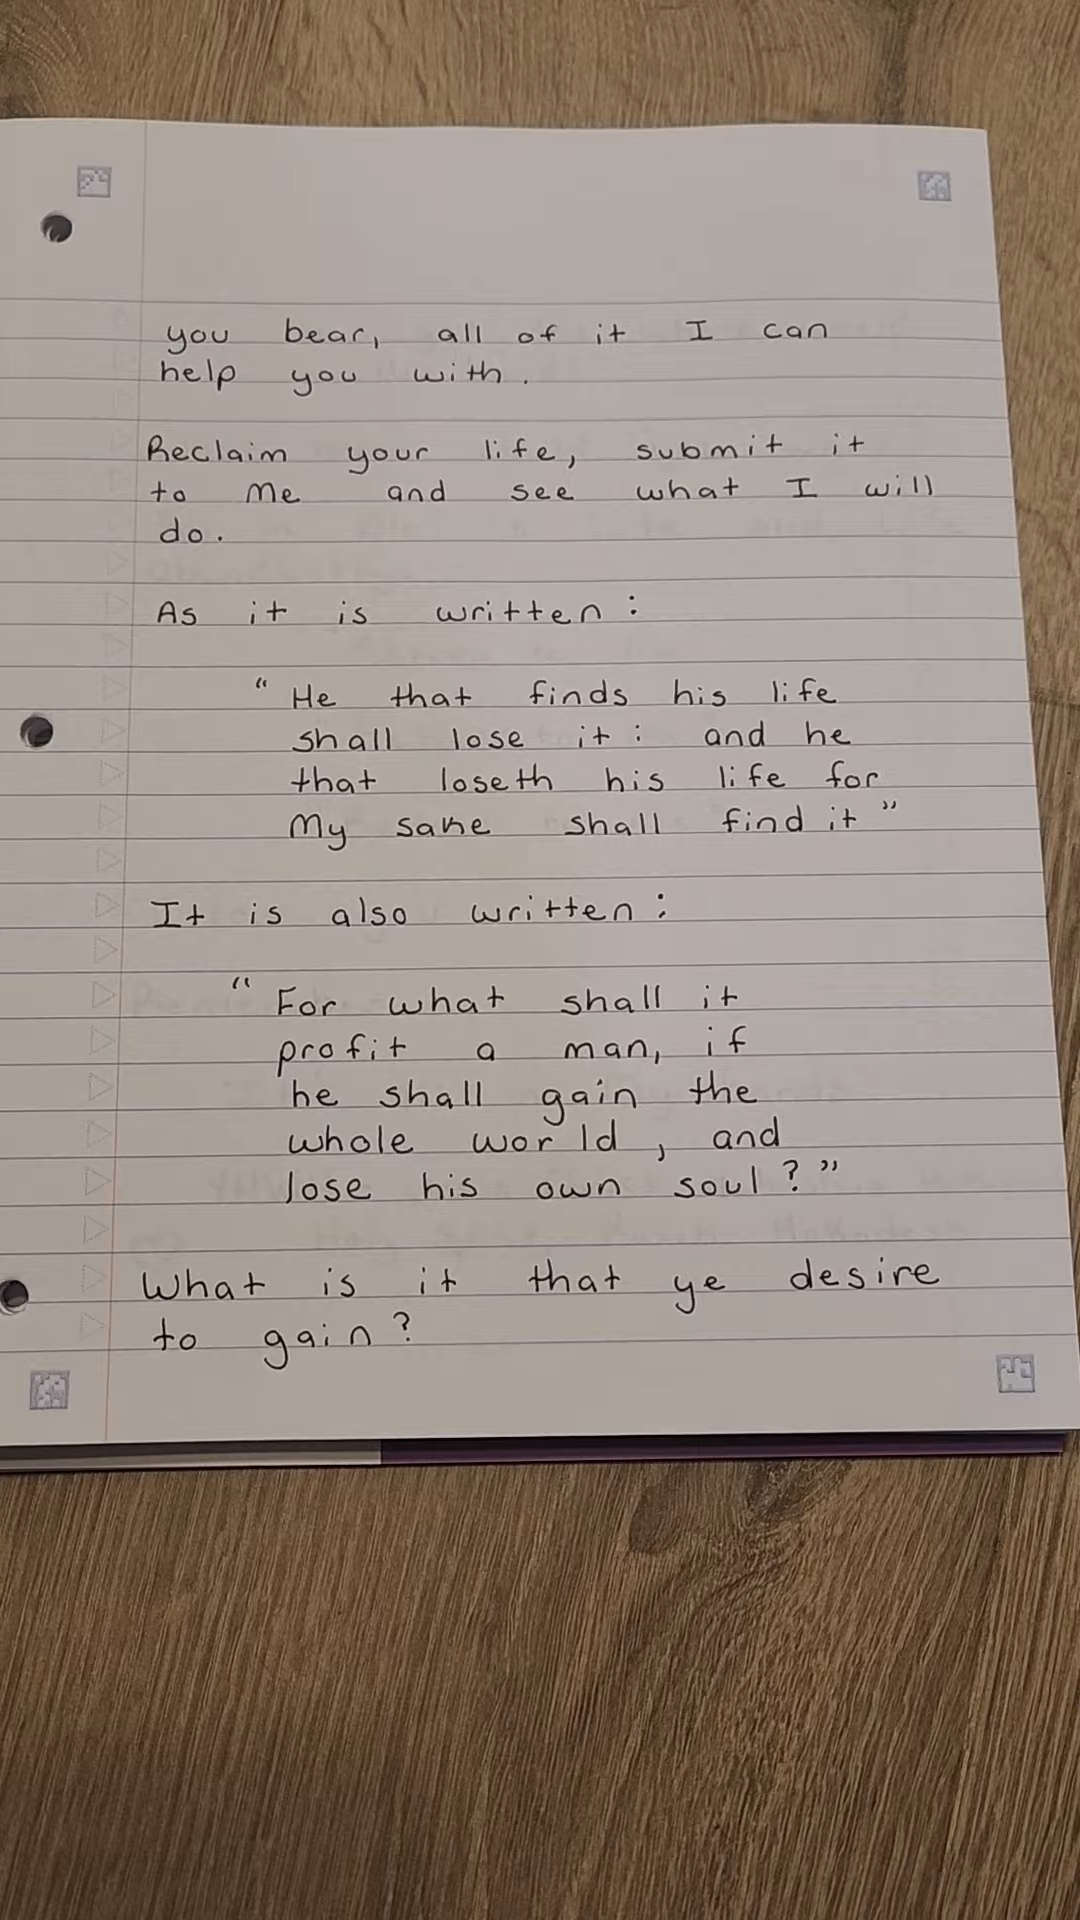 you bear, all of it I can
help you with.
Reclaim your life, submit it
to Me and see what I will
do.
As it is written:
"He that finds his life
shall lose it: and he
that loseth his life for
My sake shall find it"
It is also written:
"For what shall it
profit a man, if
he shall gain the
whole world, and
lose his own soul?"
What is it that ye desire
to gain?